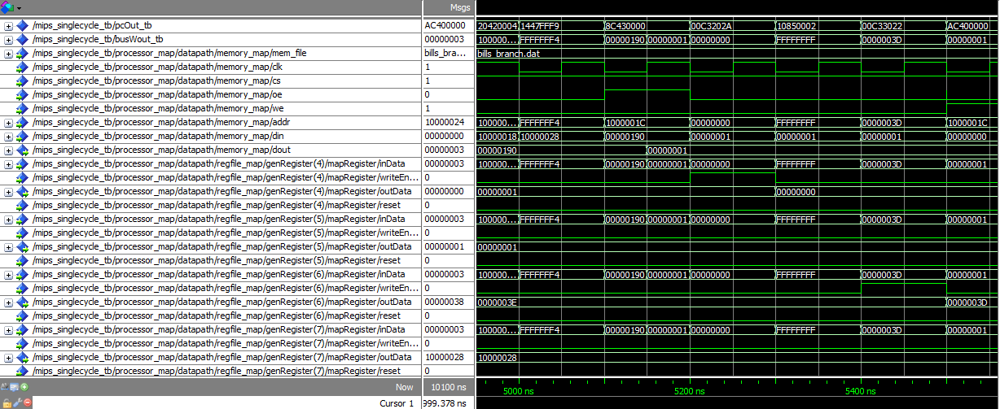 Msgs
/mips_singlecycle_tb/pcOut_tb AC400000 20420004 1447FFF9 8C430000 00C3202A 10850002 00C33022 AC400000
/mips_singlecycle_tb/busWout_tb 00000003 100000... FFFFFFF4 00000190 00000001 00000000 FFFFFFFF 0000003D 00000001
/mips_singlecycle_tb/processor_map/datapath/memory_map/mem_file bills_bra... bills_branch.dat
/mips_singlecycle_tb/processor_map/datapath/memory_map/clk 1
/mips_singlecycle_tb/processor_map/datapath/memory_map/cs 1
/mips_singlecycle_tb/processor_map/datapath/memory_map/oe 0
/mips_singlecycle_tb/processor_map/datapath/memory_map/we 1
/mips_singlecycle_tb/processor_map/datapath/memory_map/addr 10000024 100000... FFFFFFF4 1000001C 00000000 FFFFFFFF 0000003D 1000001C
/mips_singlecycle_tb/processor_map/datapath/memory_map/din 00000000 10000018 10000028 00000190 00000001 00000001 00000001 00000000
/mips_singlecycle_tb/processor_map/datapath/memory_map/dout 00000003 00000190 00000001
/mips_singlecycle_tb/processor_map/datapath/regfile_map/genRegister(4)/mapRegister/inData 00000003 100000... FFFFFFF4 00000190 00000001 00000000 FFFFFFFF 0000003D 00000001
/mips_singlecycle_tb/processor_map/datapath/regfile_map/genRegister(4)/mapRegister/writeEn... 0
/mips_singlecycle_tb/processor_map/datapath/regfile_map/genRegister(4)/mapRegister/outData 00000000 00000001 00000000
/mips_singlecycle_tb/processor_map/datapath/regfile_map/genRegister(4)/mapRegister/reset 0
/mips_singlecycle_tb/processor_map/datapath/regfile_map/genRegister(5)/mapRegister/inData 00000003 100000... FFFFFFF4 00000190 00000001 00000000 FFFFFFFF 0000003D 00000001
/mips_singlecycle_tb/processor_map/datapath/regfile_map/genRegister(5)/mapRegister/writeEn... 0
/mips_singlecycle_tb/processor_map/datapath/regfile_map/genRegister(5)/mapRegister/outData 00000001 00000001
/mips_singlecycle_tb/processor_map/datapath/regfile_map/genRegister(5)/mapRegister/reset 0
/mips_singlecycle_tb/processor_map/datapath/regfile_map/genRegister(6)/mapRegister/inData 00000003 100000... FFFFFFF4 00000190 00000001 00000000 FFFFFFFF 0000003D 00000001
/mips_singlecycle_tb/processor_map/datapath/regfile_map/genRegister(6)/mapRegister/writeEn... 0
/mips_singlecycle_tb/processor_map/datapath/regfile_map/genRegister(6)/mapRegister/outData 00000038 0000003E 0000003D
/mips_singlecycle_tb/processor_map/datapath/regfile_map/genRegister(6)/mapRegister/reset 0
/mips_singlecycle_tb/processor_map/datapath/regfile_map/genRegister(7)/mapRegister/inData 00000003 100000... FFFFFFF4 00000190 00000001 00000000 FFFFFFFF 0000003D 00000001
/mips_singlecycle_tb/processor_map/datapath/regfile_map/genRegister(7)/mapRegister/writeEn... 0
/mips_singlecycle_tb/processor_map/datapath/regfile_map/genRegister(7)/mapRegister/outData 10000028 10000028
/mips_singlecycle_tb/processor_map/datapath/regfile_map/genRegister(7)/mapRegister/reset 0
Now 10100 ns 5000 ns 5200 ns 5400 ns
Cursor 1 999.378 ns